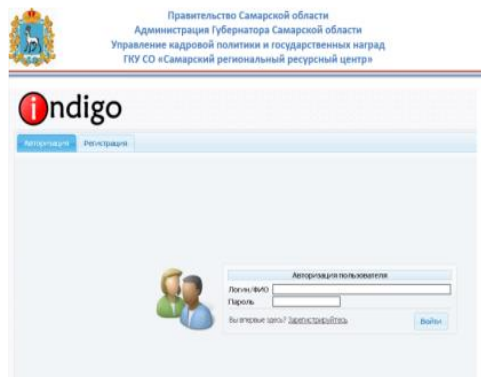 Правительство Самарской области
Администрация Губернатора Самарской области
Управление кадровой политики и государственных наград
ГКУ СО «Самарский региональный ресурсный центр»
indigo
Авторизация Регистрация
Авторизация пользователя
Логин/ФИО
Пароль
Вы впервые здесь? Зарегистрируйтесь Войти